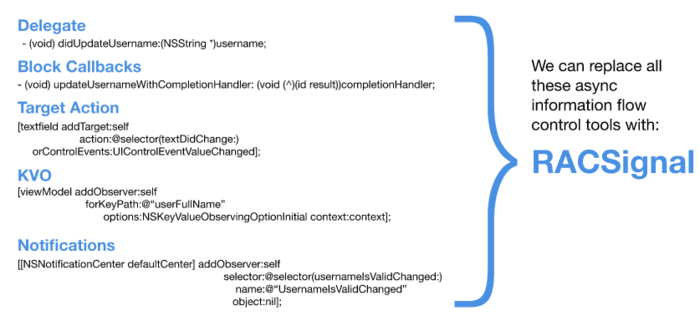 Delegate
- (void) didUpdateUsername:(NSString *)username;
Block Callbacks
- (void) updateUsernameWithCompletionHandler: (void (^)(id result))completionHandler;
Target Action
[textfield addTarget:self
action:@selector(textDidChange:)
orControlEvents:UIControlEventValueChanged];
KVO
[viewModel addObserver:self
forKeyPath:@“userFullName”
options:NSKeyValueObservingOptionInitial context:context];
Notifications
[[NSNotificationCenter defaultCenter] addObserver:self
selector:@selector(usernameIsValidChanged:)
name:@“UsernameIsValidChanged”
object:nil];
We can replace all
these async
information flow
control tools with:
RACSignal